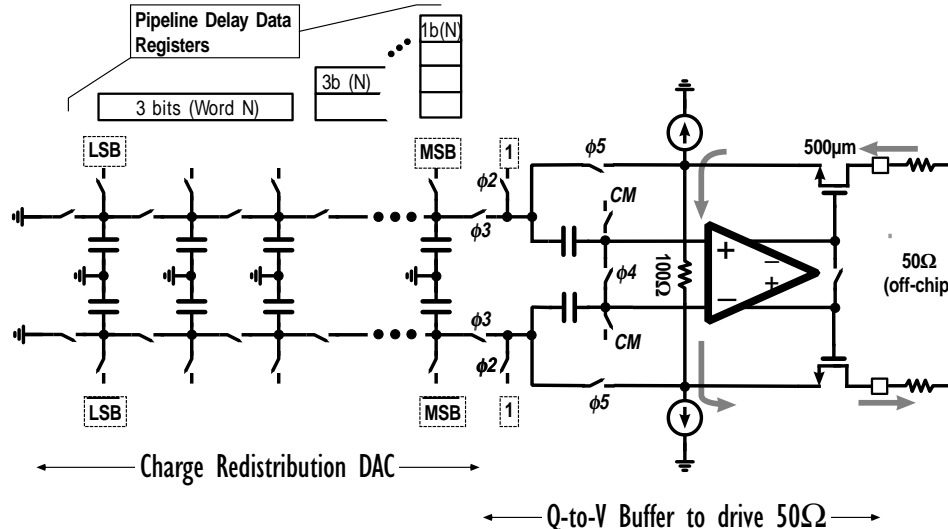 Pipeline Delay Data
Registers
1b(N)
3b (N)
3 bits (Word N)
LSB
MSB
1
ϕ2
ϕ3
ϕ5
CM
ϕ4
CM
+
−
−
+
100Ω
500µm
50Ω
(off-chip
ϕ3
ϕ2
ϕ5
LSB
MSB
1
Charge Redistribution DAC
Q-to-V Buffer to drive 50Ω